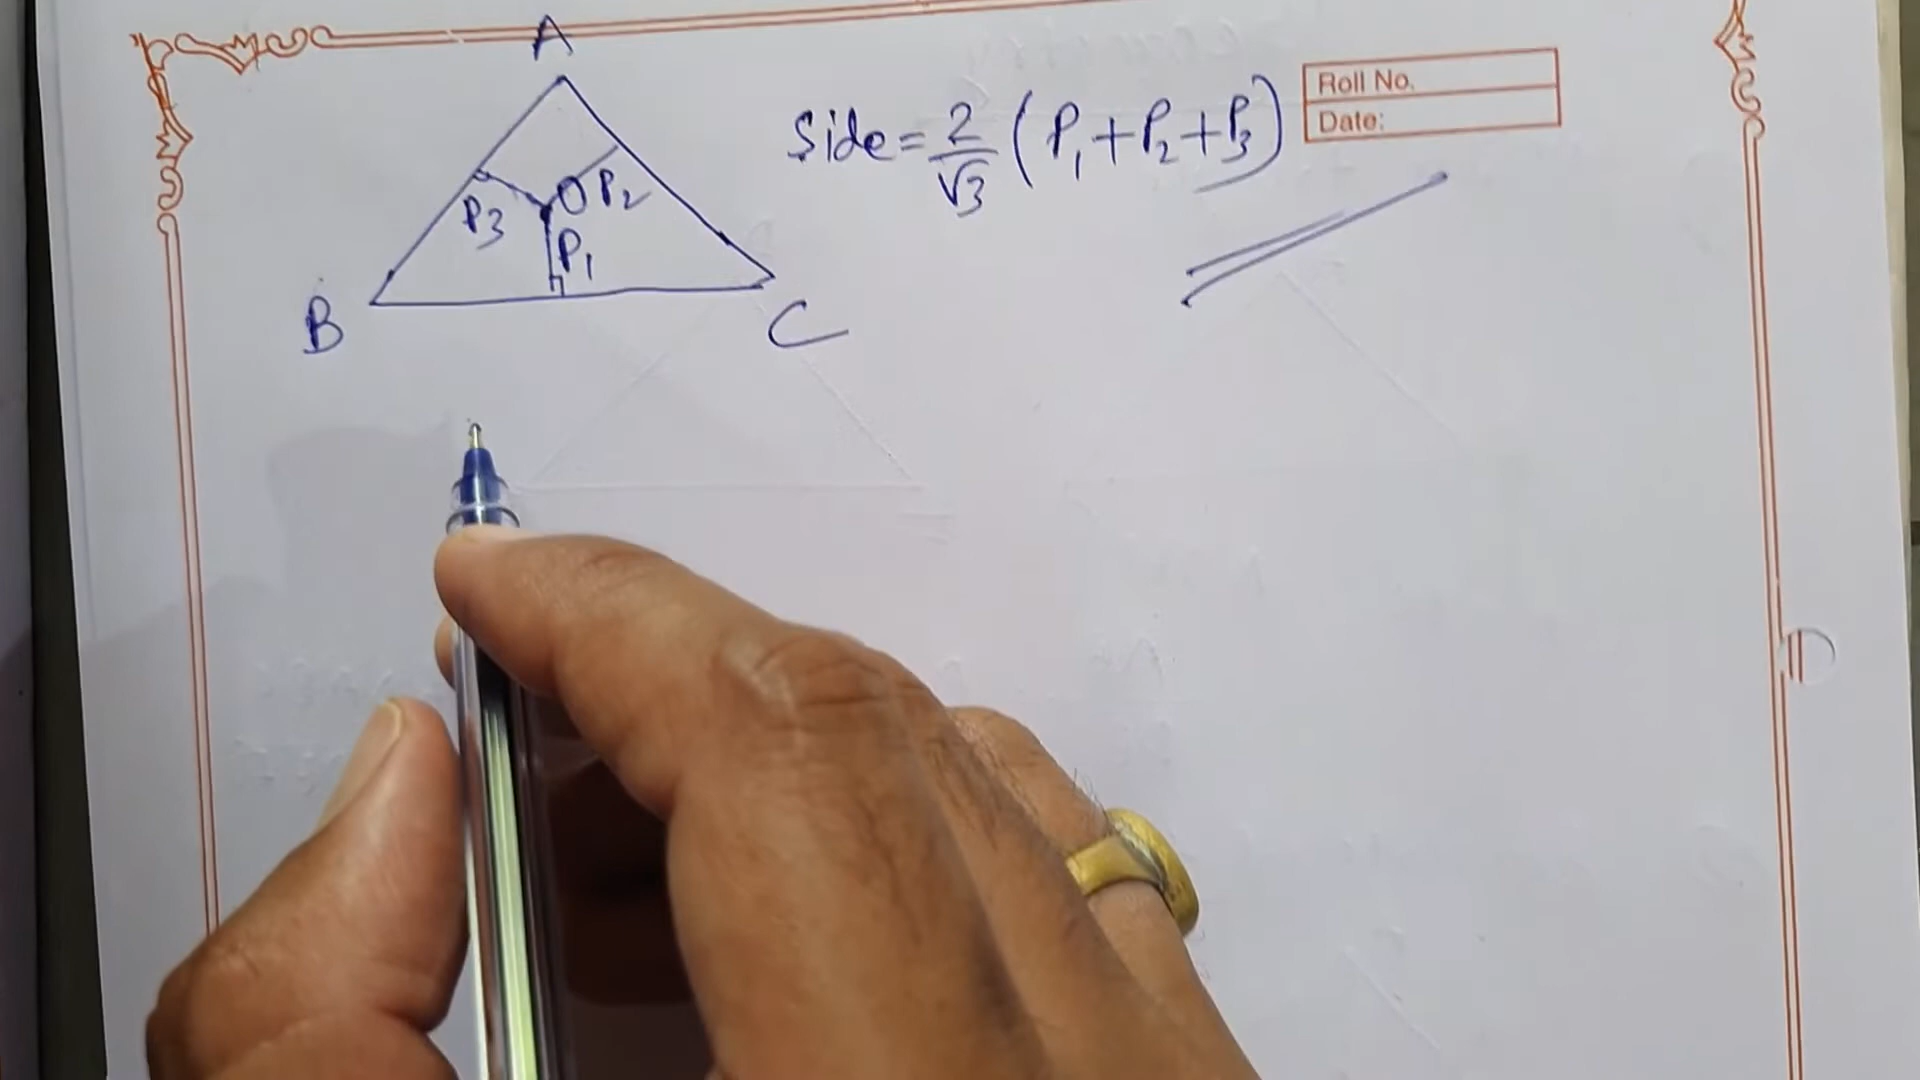 A
Side = 2/√3 (P₁ + P₂ + P₃)
Roll No.
Date:
O P₂
P₃
P₁
B
C